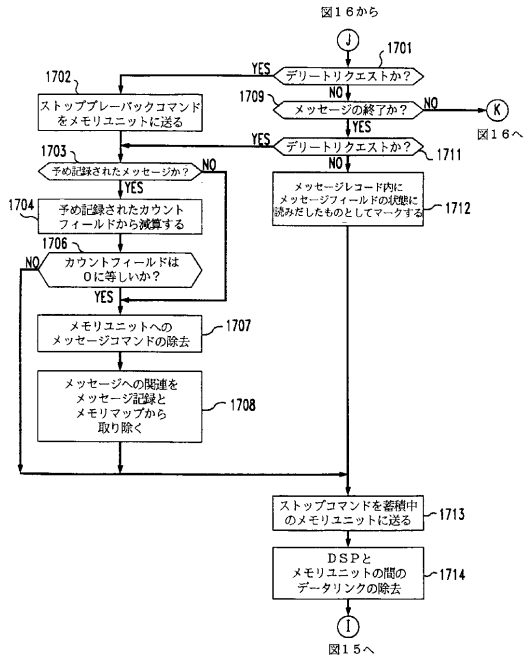 図16から
J
1701
デリートリクエストか?
YES
NO
1702
ストッププレーバックコマンド
をメモリユニットに送る
1709
メッセージの終了か?
NO
K
図16へ
YES
デリートリクエストか?
YES
1711
NO
1703
予め記録されたメッセージか?
NO
YES
メッセージレコード内に
メッセージフィールドの状態に
読みだしたものとしてマークする
1712
1704
予め記録されたカウント
フィールドから減算する
1706
NO
カウントフィールドは
0に等しいか?
YES
メモリユニットへの
メッセージコマンドの除去
1707
メッセージへの関連を
メッセージ記録と
メモリマップから
取り除く
1708
ストップコマンドを蓄積中
のメモリユニットに送る
1713
DSPと
メモリユニットの間の
データリンクの除去
1714
I
図15へ